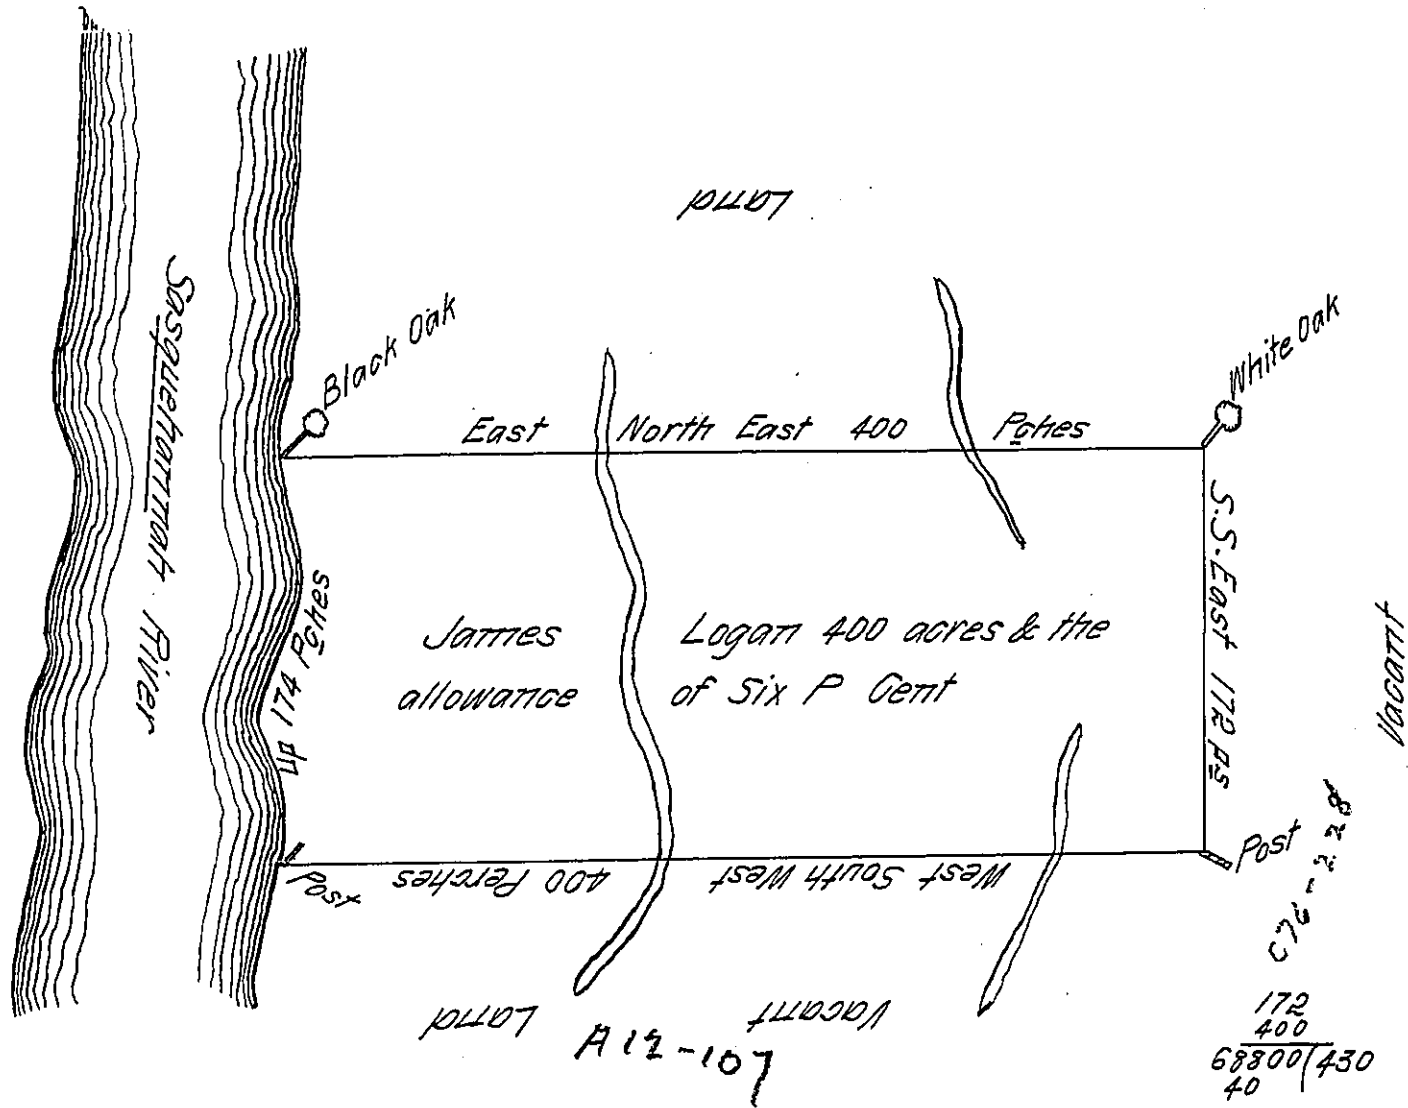 Land
Sasquehannah River
Black Oak
White Oak
East North East 400 Pches
S.S. East 172 ps
up 174 Pches
James Logan 400 acres & the
allowance of Six P Cent
Vacant
Post
West South West 400 Perches
Post
Vacant Land
A12-107
C76-228
172
400
68800(430
40